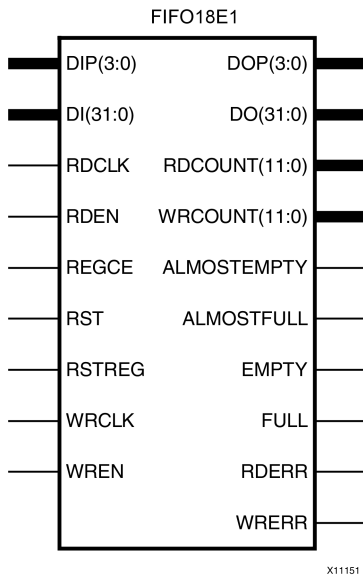 FIFO18E1
DIP(3:0) DOP(3:0)
DI(31:0) DO(31:0)
RDCLK RDCOUNT(11:0)
RDEN WRCOUNT(11:0)
REGCE ALMOSTEMPTY
RST ALMOSTFULL
RSTREG EMPTY
WRCLK FULL
WREN RDERR
WRERR
X11151